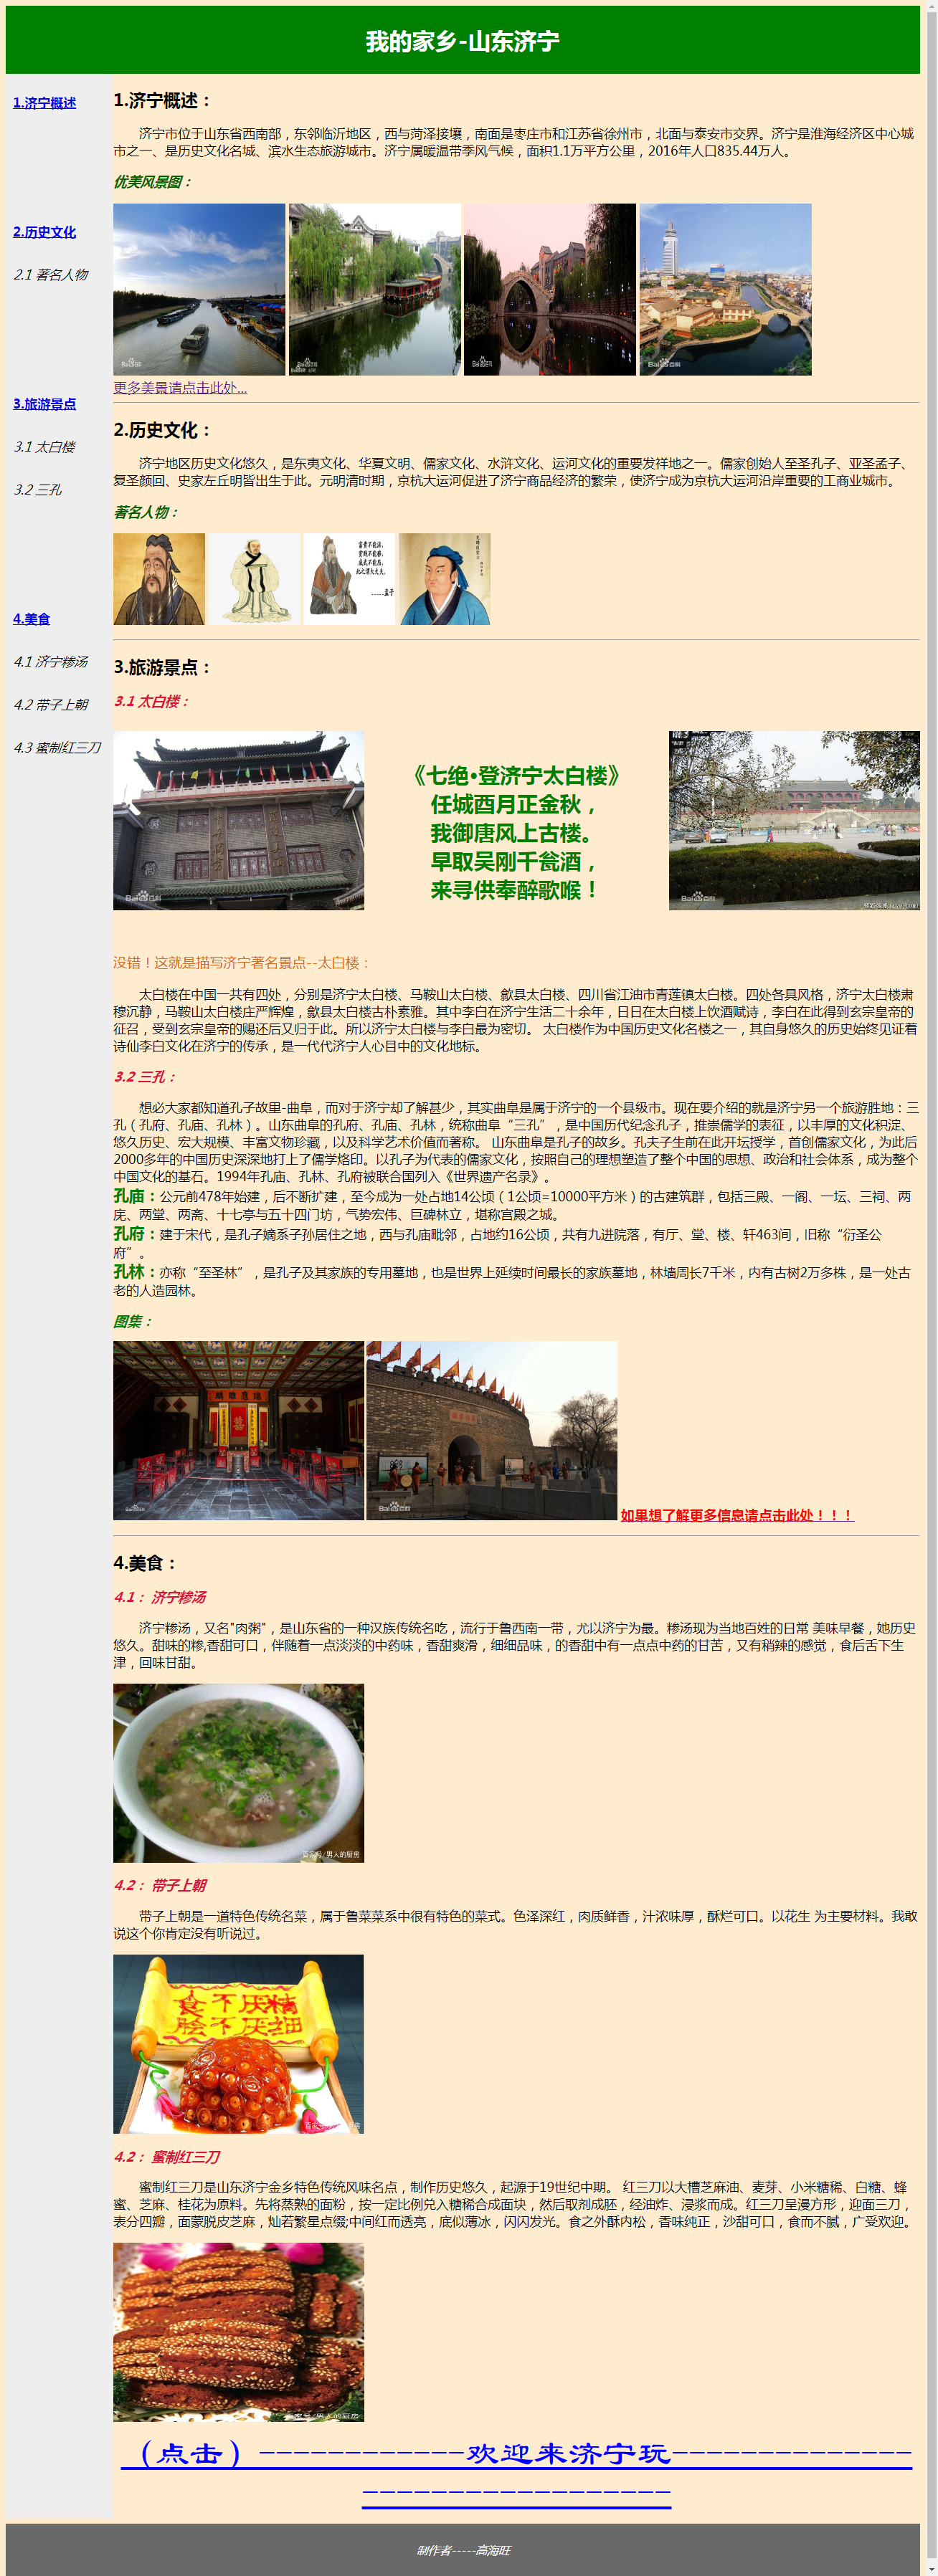 我的家乡-山东济宁
1.济宁概述
2.历史文化
2.1 著名人物
3.旅游景点
3.1 太白楼
3.2 三孔
4.美食
4.1 济宁糁汤
4.2 带子上朝
4.3 蜜制红三刀
1.济宁概述：
济宁市位于山东省西南部，东邻临沂地区，西与菏泽接壤，南面是枣庄市和江苏省徐州市，北面与泰安市交界。济宁是淮海经济区中心城
市之一、是历史文化名城、滨水生态旅游城市。济宁属暖温带季风气候，面积1.1万平方公里，2016年人口835.44万人。
优美风景图：
Bai百科
Bai百科
Bai百科
Bai百科
更多美景请点击此处...
2.历史文化：
济宁地区历史文化悠久，是东夷文化、华夏文明、儒家文化、水浒文化、运河文化的重要发祥地之一。儒家创始人至圣孔子、亚圣孟子、
复圣颜回、史家左丘明皆出生于此。元明清时期，京杭大运河促进了济宁商品经济的繁荣，使济宁成为京杭大运河沿岸重要的工商业城市。
著名人物：
富贵不能淫，
贫贱不能移，
威武不能屈，
此之谓大丈夫。
......孟子
3.旅游景点：
3.1 太白楼：
Bai百科
《七绝•登济宁太白楼》
任城酉月正金秋，
我御唐风上古楼。
早取吴刚千瓮酒，
来寻供奉醉歌喉！
Bai百科
没错！这就是描写济宁著名景点--太白楼：
太白楼在中国一共有四处，分别是济宁太白楼、马鞍山太白楼、歙县太白楼、四川省江油市青莲镇太白楼。四处各具风格，济宁太白楼肃
穆沉静，马鞍山太白楼庄严辉煌，歙县太白楼古朴素雅。其中李白在济宁生活二十余年，日日在太白楼上饮酒赋诗，李白在此得到玄宗皇帝的
征召，受到玄宗皇帝的赐还后又归于此。所以济宁太白楼与李白最为密切。 太白楼作为中国历史文化名楼之一，其自身悠久的历史始终见证着
诗仙李白文化在济宁的传承，是一代代济宁人心目中的文化地标。
3.2 三孔：
想必大家都知道孔子故里-曲阜，而对于济宁却了解甚少，其实曲阜是属于济宁的一个县级市。现在要介绍的就是济宁另一个旅游胜地：三
孔（孔府、孔庙、孔林）。山东曲阜的孔府、孔庙、孔林，统称曲阜“三孔”，是中国历代纪念孔子，推崇儒学的表征，以丰厚的文化积淀、
悠久历史、宏大规模、丰富文物珍藏，以及科学艺术价值而著称。 山东曲阜是孔子的故乡。孔夫子生前在此开坛授学，首创儒家文化，为此后
2000多年的中国历史深深地打上了儒学烙印。以孔子为代表的儒家文化，按照自己的理想塑造了整个中国的思想、政治和社会体系，成为整个
中国文化的基石。1994年孔庙、孔林、孔府被联合国列入《世界遗产名录》。
孔庙：公元前478年始建，后不断扩建，至今成为一处占地14公顷（1公顷=10000平方米）的古建筑群，包括三殿、一阁、一坛、三祠、两
庑、两堂、两斋、十七亭与五十四门坊，气势宏伟、巨碑林立，堪称宫殿之城。
孔府：建于宋代，是孔子嫡系子孙居住之地，西与孔庙毗邻，占地约16公顷，共有九进院落，有厅、堂、楼、轩463间，旧称“衍圣公
府”。
孔林：亦称“至圣林”，是孔子及其家族的专用墓地，也是世界上延续时间最长的家族墓地，林墙周长7千米，内有古树2万多株，是一处古
老的人造园林。
图集：
Bai百科
Bai百科
如果想了解更多信息请点击此处！！！
4.美食：
4.1： 济宁糁汤
济宁糁汤，又名"肉粥"，是山东省的一种汉族传统名吃，流行于鲁西南一带，尤以济宁为最。糁汤现为当地百姓的日常 美味早餐，她历史
悠久。甜味的糁,香甜可口，伴随着一点淡淡的中药味，香甜爽滑，细细品味，的香甜中有一点点中药的甘苦，又有稍辣的感觉，食后舌下生
津，回味甘甜。
4.2： 带子上朝
带子上朝是一道特色传统名菜，属于鲁菜菜系中很有特色的菜式。色泽深红，肉质鲜香，汁浓味厚，酥烂可口。以花生 为主要材料。我敢
说这个你肯定没有听说过。
食不厌精
脍不厌细
4.2： 蜜制红三刀
蜜制红三刀是山东济宁金乡特色传统风味名点，制作历史悠久，起源于19世纪中期。 红三刀以大槽芝麻油、麦芽、小米糖稀、白糖、蜂
蜜、芝麻、桂花为原料。先将蒸熟的面粉，按一定比例兑入糖稀合成面块，然后取剂成胚，经油炸、浸浆而成。红三刀呈漫方形，迎面三刀，
表分四瓣，面蒙脱皮芝麻，灿若繁星点缀;中间红而透亮，底似薄冰，闪闪发光。食之外酥内松，香味纯正，沙甜可口，食而不腻，广受欢迎。
（点击）------------欢迎来济宁玩--------------
------------------
制作者-----高海旺